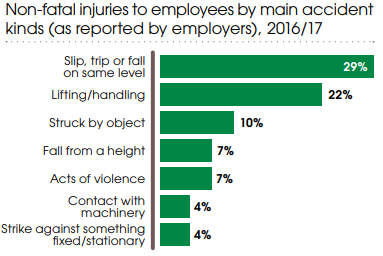 Non-fatal injuries to employees by main accident
kinds (as reported by employers), 2016/17
Slip, trip or fall
on same level
29%
Lifting/handling
22%
Struck by object
10%
Fall from a height
7%
Acts of violence
7%
Contact with
machinery
4%
Strike against something
fixed/stationary
4%